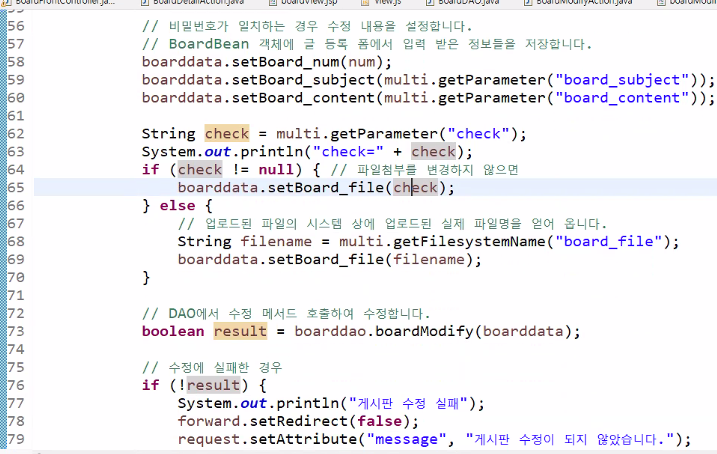 BoardFrontController.ja...  BoardDetailAction.java  boardView.jsp  view.js  BoardDAO.java  BoardModifyAction.java
55
56 // 비밀번호가 일치하는 경우 수정 내용을 설정합니다.
57 // BoardBean 객체에 글 등록 폼에서 입력 받은 정보들을 저장합니다.
58 boarddata.setBoard_num(num);
59 boarddata.setBoard_subject(multi.getParameter("board_subject"));
60 boarddata.setBoard_content(multi.getParameter("board_content"));
61
62 String check = multi.getParameter("check");
63 System.out.println("check=" + check);
64 if (check != null) { // 파일첨부를 변경하지 않으면
65 boarddata.setBoard_file(check);
66 } else {
67 // 업로드된 파일의 시스템 상에 업로드된 실제 파일명을 얻어 옵니다.
68 String filename = multi.getFilesystemName("board_file");
69 boarddata.setBoard_file(filename);
70 }
71
72 // DAO에서 수정 메서드 호출하여 수정합니다.
73 boolean result = boarddao.boardModify(boarddata);
74
75 // 수정에 실패한 경우
76 if (!result) {
77 System.out.println("게시판 수정 실패");
78 forward.setRedirect(false);
79 request.setAttribute("message", "게시판 수정이 되지 않았습니다.");